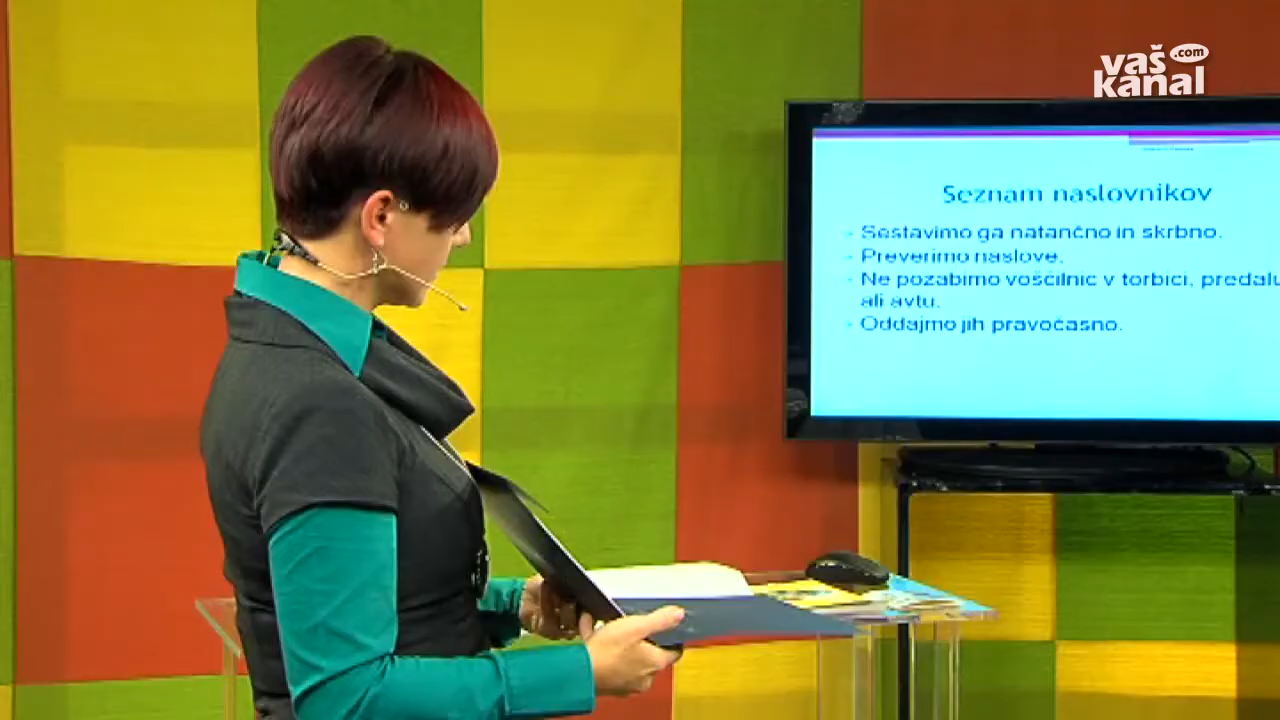 vaš .com
kanal
Seznam naslovnikov
- Sestavimo ga natančno in skrbno.
- Preverimo naslove.
- Ne pozabimo voščilnic v torbici, predalu
ali avtu.
- Oddajmo jih pravočasno.